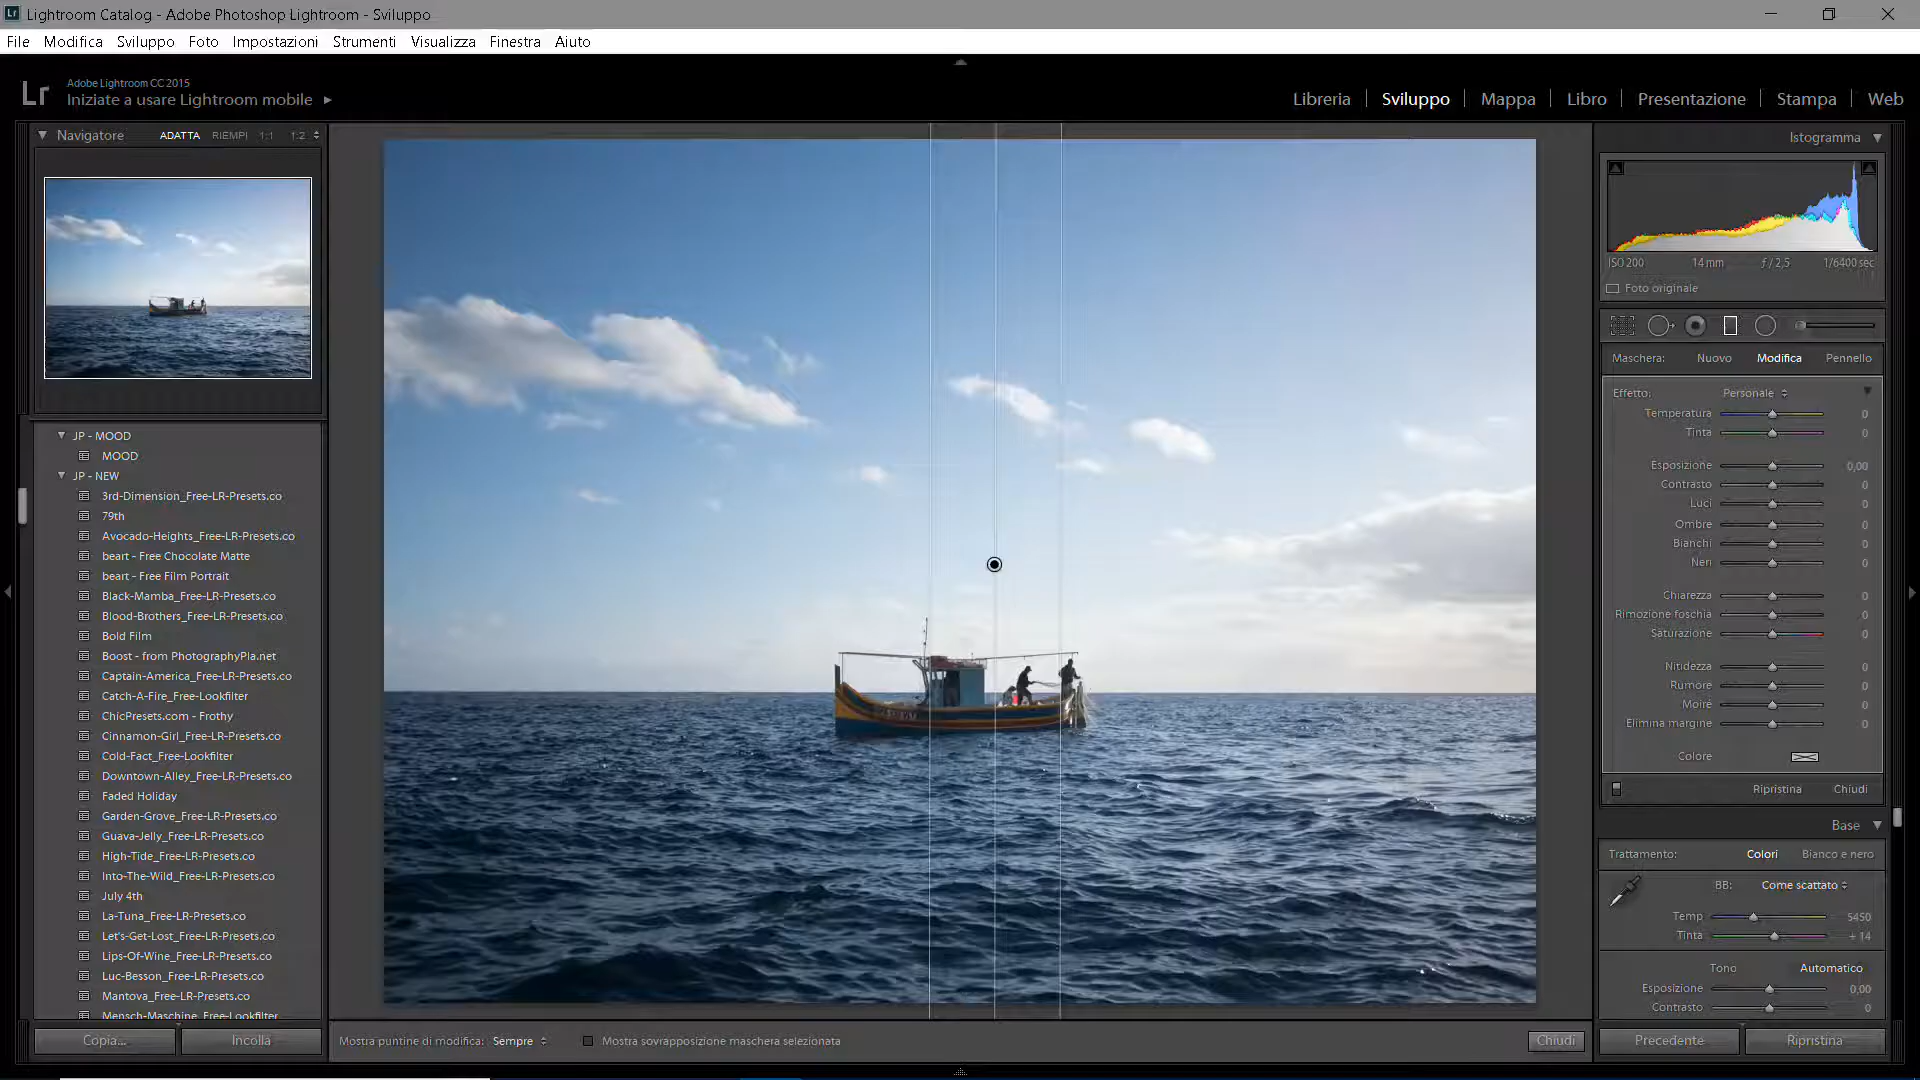 Lightroom Catalog - Adobe Photoshop Lightroom - Sviluppo
File Modifica Sviluppo Foto Impostazioni Strumenti Visualizza Finestra Aiuto
Lr
Adobe Lightroom CC 2015
Iniziate a usare Lightroom mobile
Libreria Sviluppo Mappa Libro Presentazione Stampa Web
Navigatore ADATTA RIEMPI 1:1 1:2
JP - MOOD
MOOD
JP - NEW
3rd-Dimension_Free-LR-Presets.co
79th
Avocado-Heights_Free-LR-Presets.co
beart - Free Chocolate Matte
beart - Free Film Portrait
Black-Mamba_Free-LR-Presets.co
Blood-Brothers_Free-LR-Presets.co
Bold Film
Boost - from PhotographyPla.net
Captain-America_Free-LR-Presets.co
Catch-A-Fire_Free-Lookfilter
ChicPresets.com - Frothy
Cinnamon-Girl_Free-LR-Presets.co
Cold-Fact_Free-Lookfilter
Downtown-Alley_Free-LR-Presets.co
Faded Holiday
Garden-Grove_Free-LR-Presets.co
Guava-Jelly_Free-LR-Presets.co
High-Tide_Free-LR-Presets.co
Into-The-Wild_Free-LR-Presets.co
July 4th
La-Tuna_Free-LR-Presets.co
Let's-Get-Lost_Free-LR-Presets.co
Lips-Of-Wine_Free-LR-Presets.co
Luc-Besson_Free-LR-Presets.co
Mantova_Free-LR-Presets.co
Mensch-Maschine_Free-Lookfilter
Copia... Incolla
Mostra puntine di modifica: Sempre Mostra sovrapposizione maschera selezionata Chiudi
Istogramma
ISO 200 14 mm ƒ / 2,5 1/6400 sec
Foto originale
Maschera: Nuovo Modifica Pennello
Effetto: Personale
Temperatura 0
Tinta 0
Esposizione 0,00
Contrasto 0
Luci 0
Ombre 0
Bianchi 0
Neri 0
Chiarezza 0
Rimozione foschia 0
Saturazione 0
Nitidezza 0
Rumore 0
Moiré 0
Elimina margine 0
Colore
Ripristina Chiudi
Base
Trattamento: Colori Bianco e nero
BB: Come scattato
Temp 5450
Tinta + 14
Tono Automatico
Esposizione 0,00
Contrasto 0
Precedente Ripristina